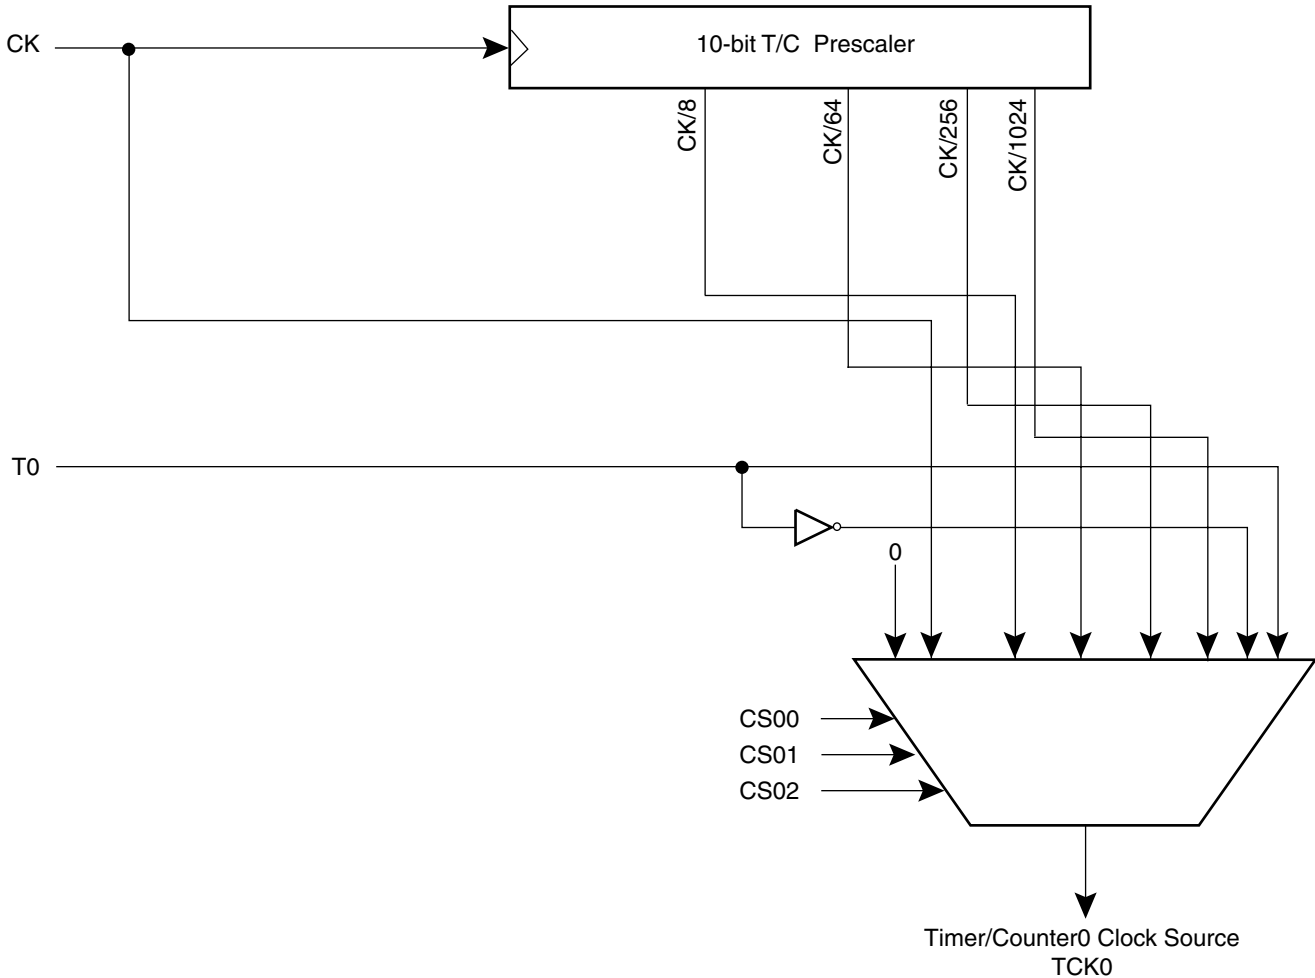 CK
10-bit T/C Prescaler
CK/8
CK/64
CK/256
CK/1024
T0
0
CS00
CS01
CS02
Timer/Counter0 Clock Source
TCK0